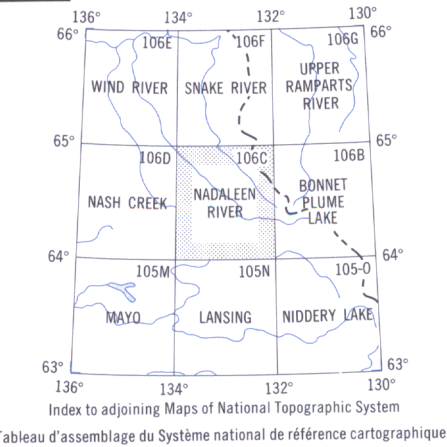 136° 134° 132° 130°
66° 106E 106F 106G 66°
WIND RIVER SNAKE RIVER UPPER
RAMPARTS
RIVER
65° 65°
106D 106C 106B
NASH CREEK NADALEEN
RIVER BONNET
PLUME
LAKE
64° 64°
105M 105N 105-O
MAYO LANSING NIDDERY LAKE
63° 63°
136° 134° 132° 130°
Index to adjoining Maps of National Topographic System
Tableau d'assemblage du Système national de référence cartographique